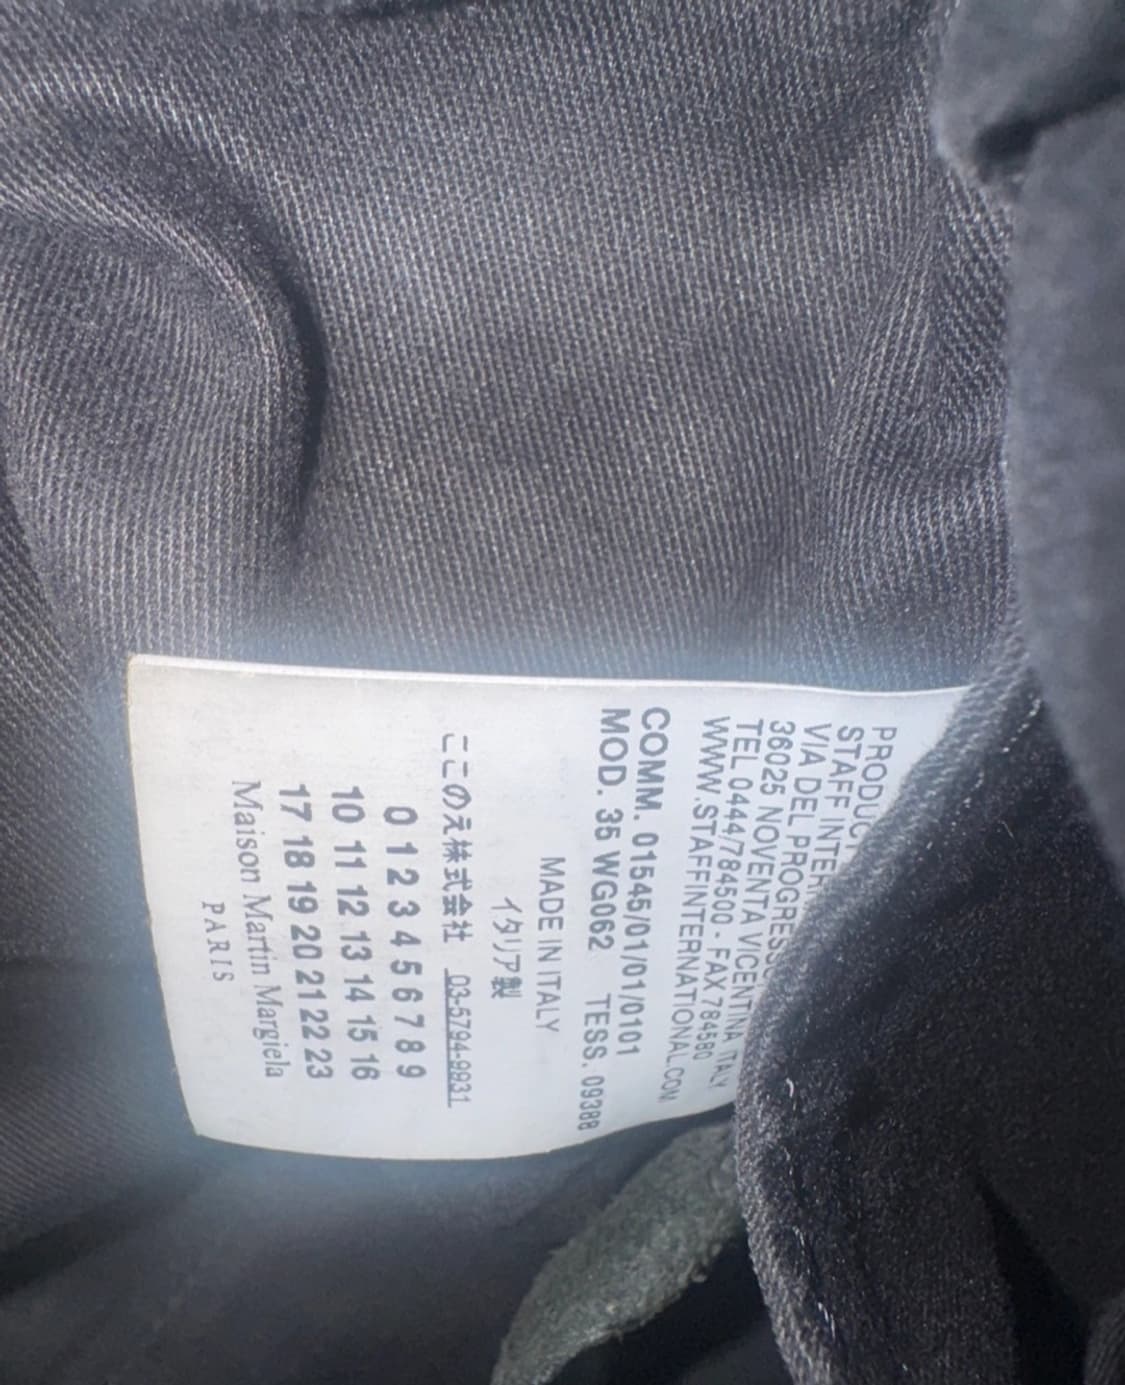 PRODUCT
STAFF INTER
VIA DEL PROGRESS
36025 NOVENTA VICENTINA ITALY
TEL 0444/784500 - FAX 784580
WWW.STAFFINTERNATIONAL.COM
COMM. 01545/01/01/0101
MOD. 35 WG062 TESS. 09388
MADE IN ITALY
イタリア製
ここのえ株式会社 03-5794-9831
0 1 2 3 4 5 6 7 8 9
10 11 12 13 14 15 16
17 18 19 20 21 22 23
Maison Martin Margiela
PARIS